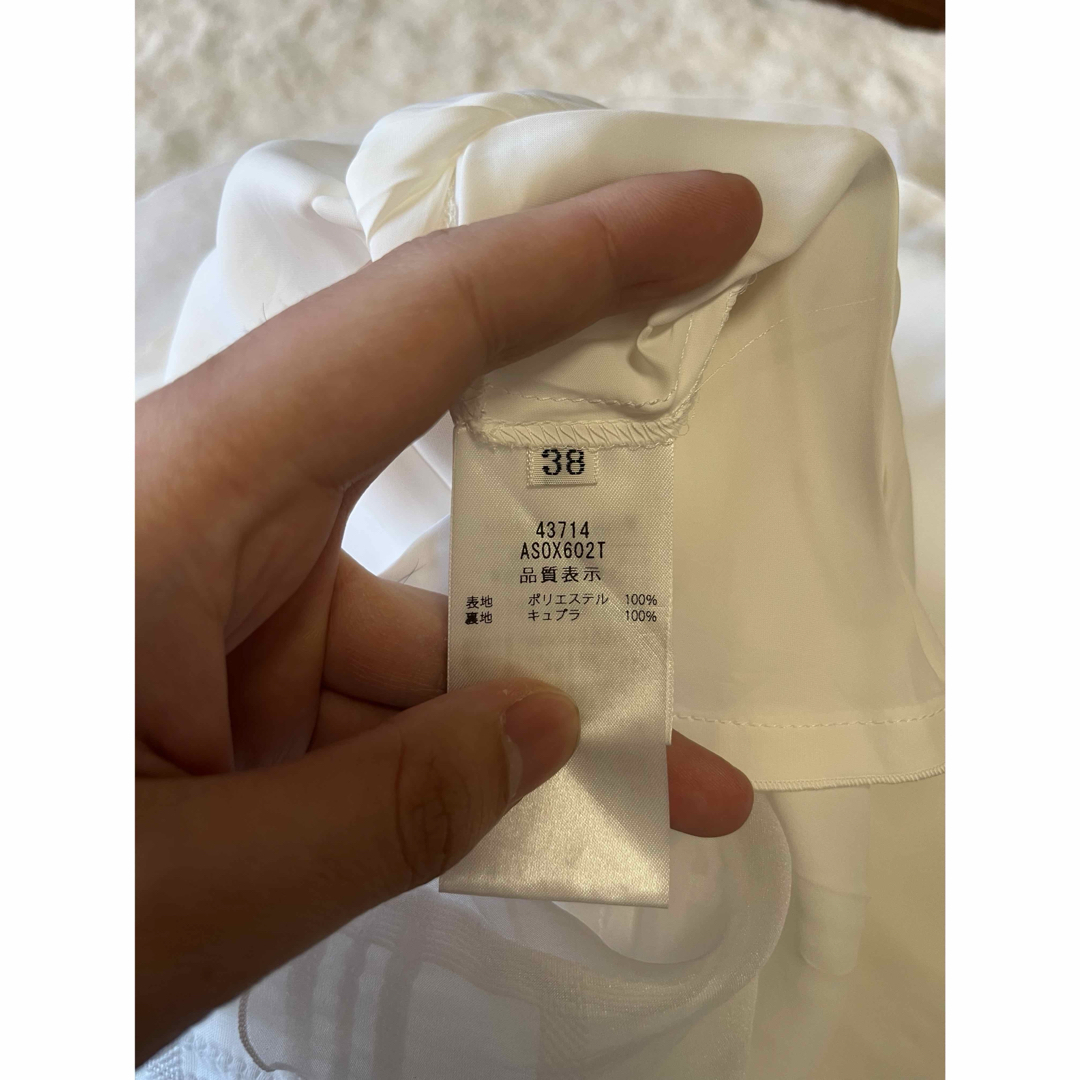 38
43714
ASOX602T
品質表示
表地 ポリエステル 100%
裏地 キュプラ 100%